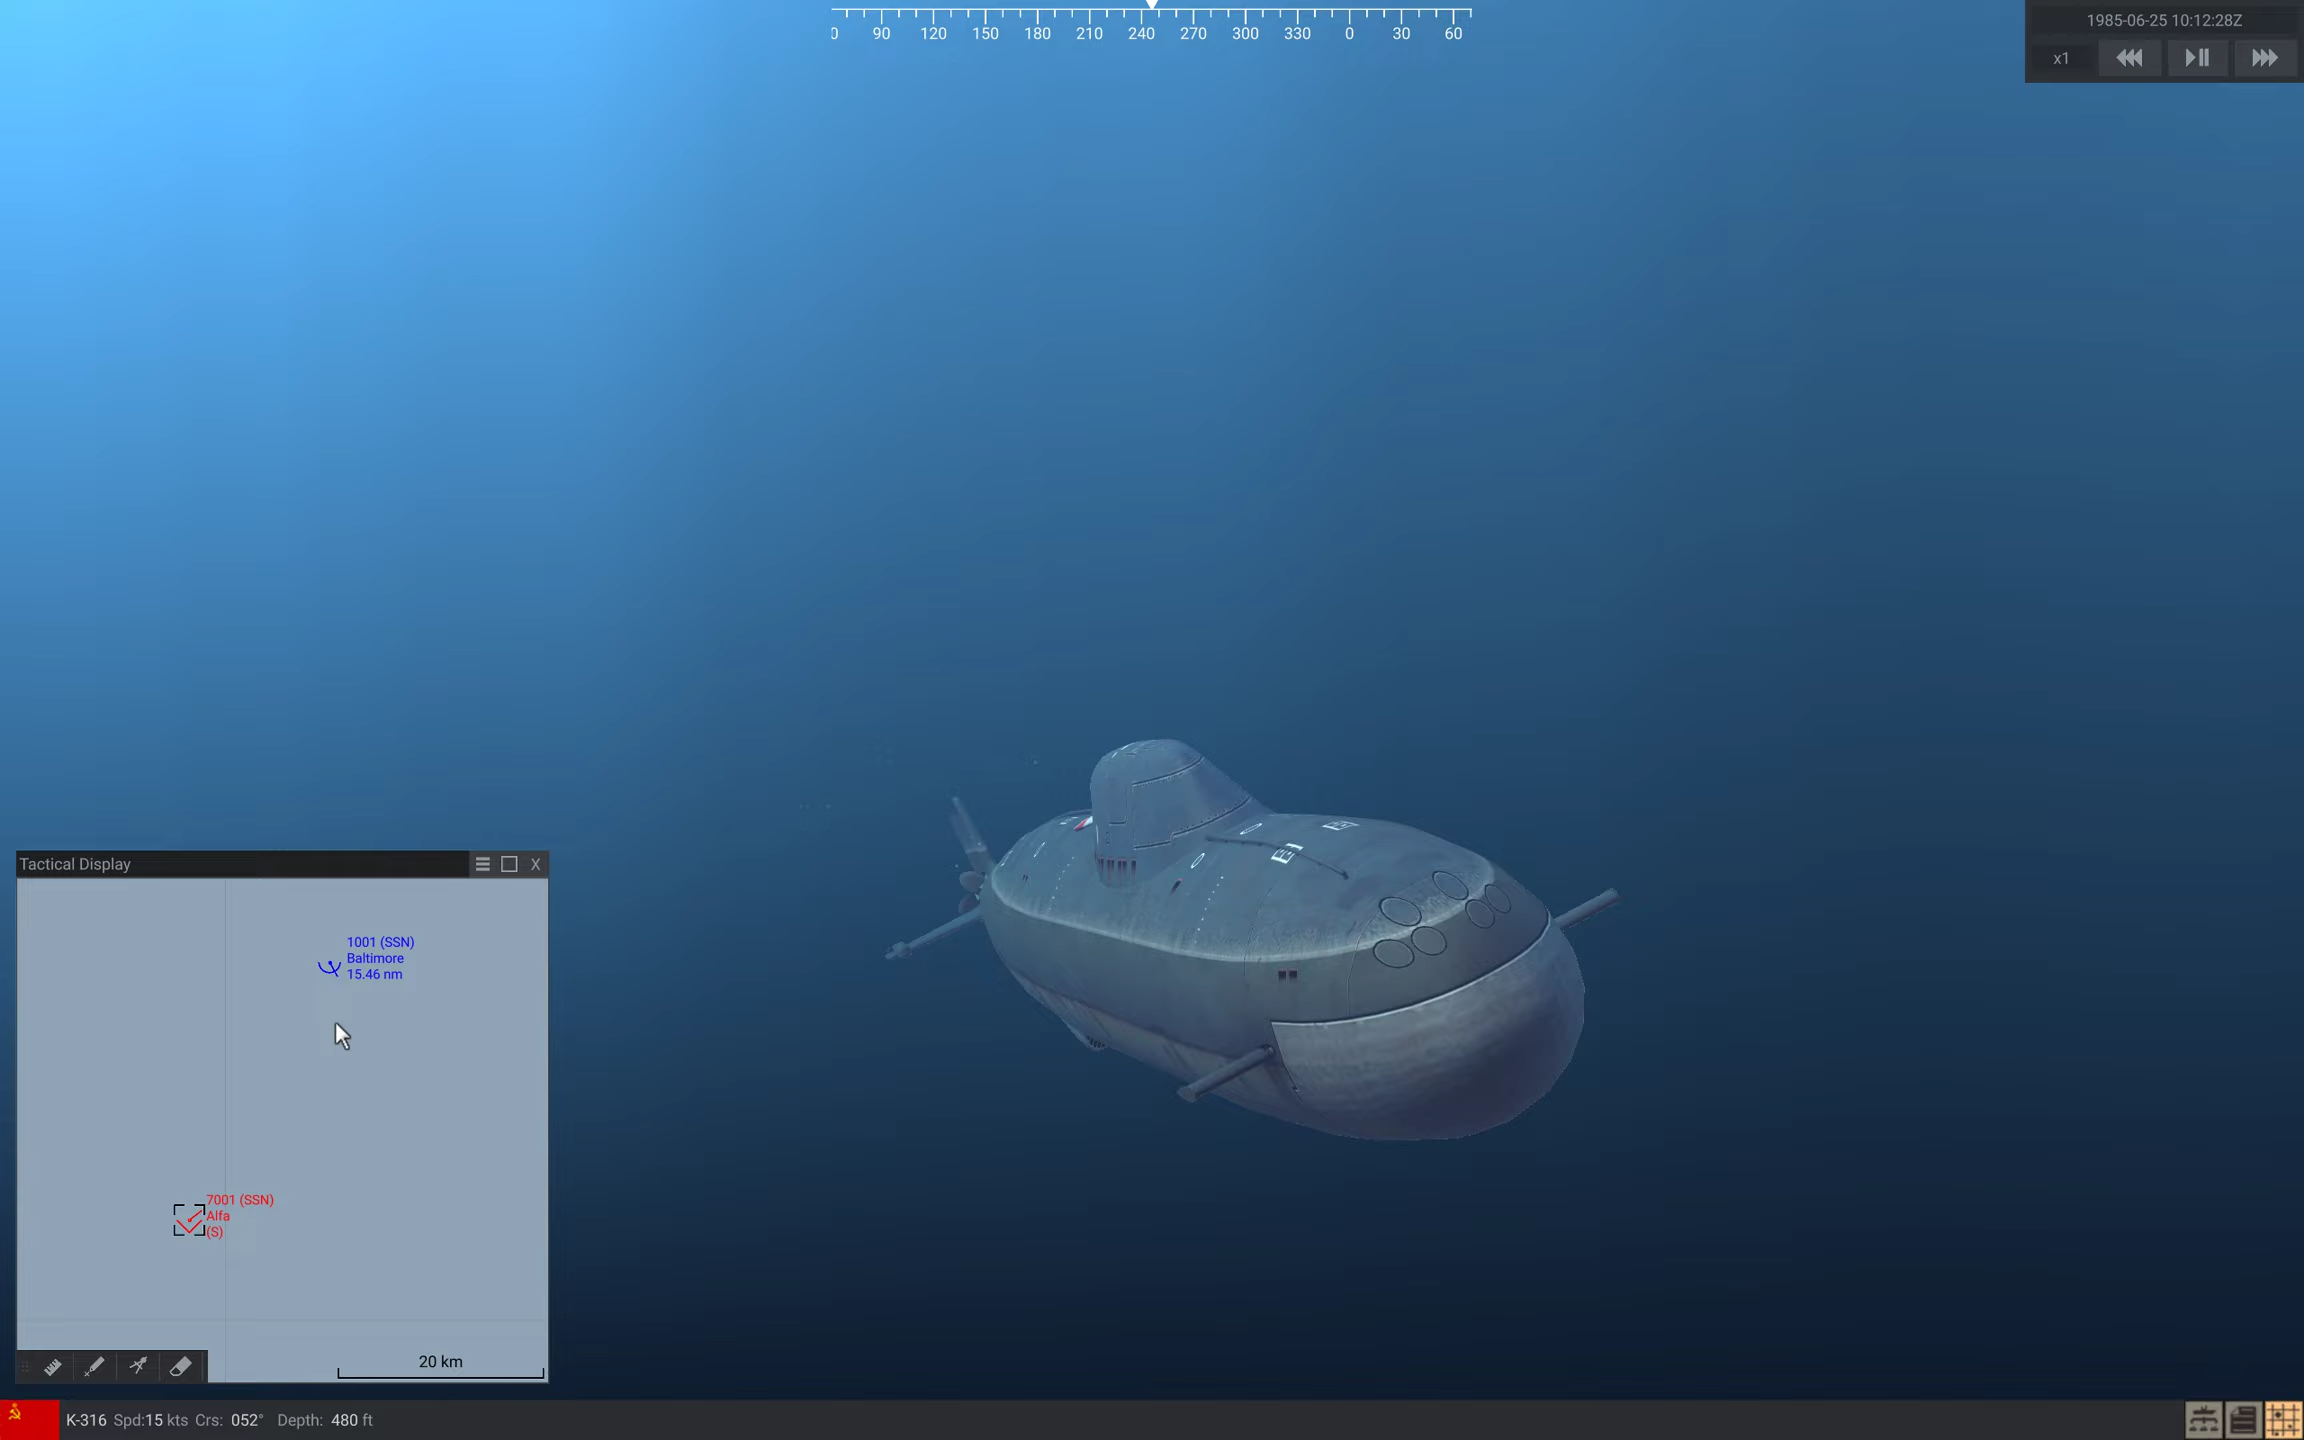 0 90 120 150 180 210 240 270 300 330 0 30 60
1985-06-25 10:12:28Z
x1
Tactical Display
X
1001 (SSN)
Baltimore
15.46 nm
7001 (SSN)
Alfa
(S)
20 km
K-316 Spd:15 kts Crs: 052° Depth: 480 ft